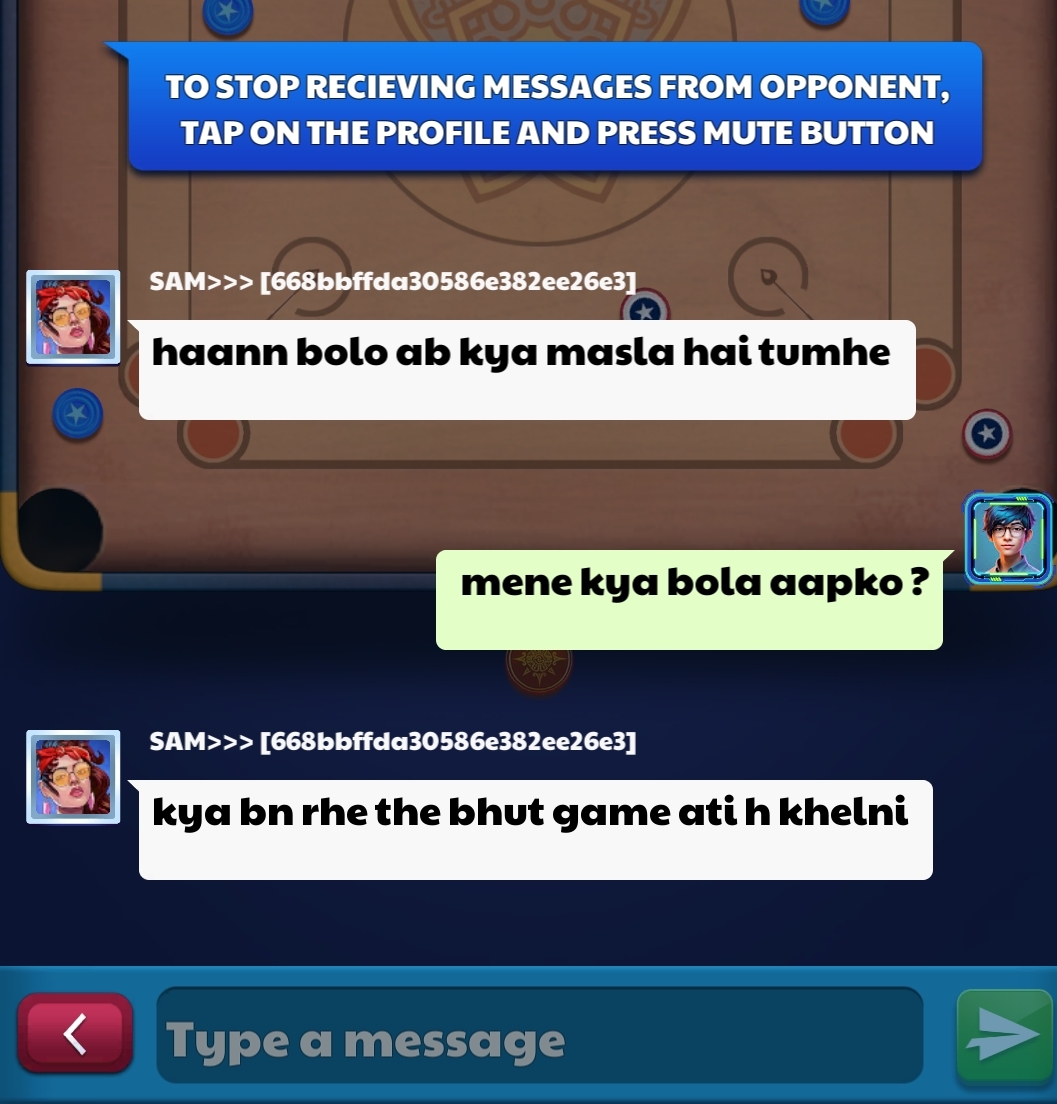 TO STOP RECIEVING MESSAGES FROM OPPONENT,
TAP ON THE PROFILE AND PRESS MUTE BUTTON
SAM>>> [668bbffda30586e382ee26e3]
haann bolo ab kya masla hai tumhe
mene kya bola aapko ?
SAM>>> [668bbffda30586e382ee26e3]
kya bn rhe the bhut game ati h khelni
Type a message